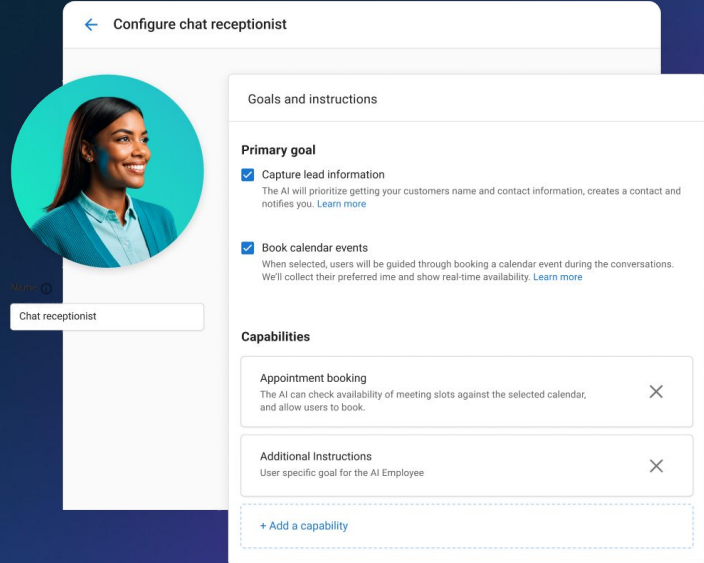 Configure chat receptionist
Goals and instructions
Primary goal
Capture lead information
The AI will prioritize getting your customers name and contact information, creates a contact and
notifies you. Learn more
Book calendar events
When selected, users will be guided through booking a calendar event during the conversations.
We'll collect their preferred ime and show real-time availability. Learn more
Name
Chat receptionist
Capabilities
Appointment booking
The AI can check availability of meeting slots against the selected calendar,
and allow users to book.
Additional Instructions
User specific goal for the AI Employee
+ Add a capability